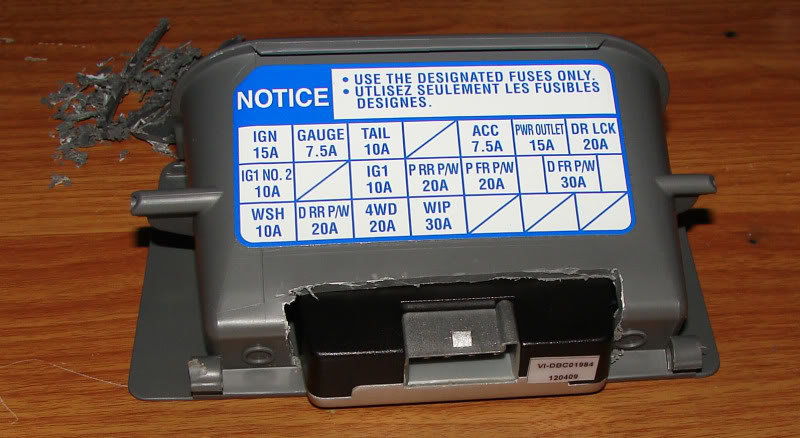 NOTICE
• USE THE DESIGNATED FUSES ONLY.
• UTLISEZ SEULEMENT LES FUSIBLES
DESIGNES.
IGN GAUGE TAIL ACC PWR OUTLET DR LCK
15A 7.5A 10A 7.5A 15A 20A
IG1 NO. 2 IG1 P RR P/W P FR P/W D FR P/W
10A 10A 20A 20A 30A
WSH D RR P/W 4WD WIP
10A 20A 20A 30A
VI-DBC01984
120409